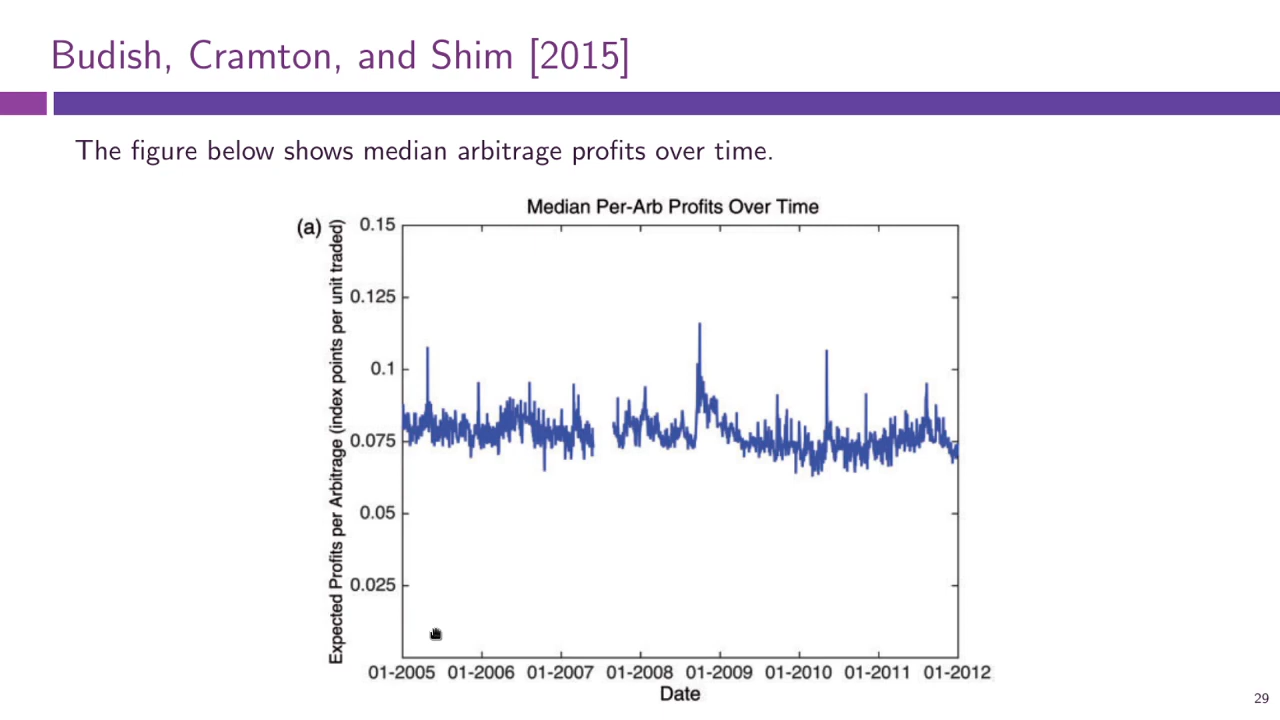 Budish, Cramton, and Shim [2015]
The figure below shows median arbitrage profits over time.
Median Per-Arb Profits Over Time
(a)
Expected Profits per Arbitrage (index points per unit traded)
0.15
0.125
0.1
0.075
0.05
0.025
01-2005 01-2006 01-2007 01-2008 01-2009 01-2010 01-2011 01-2012
Date
29